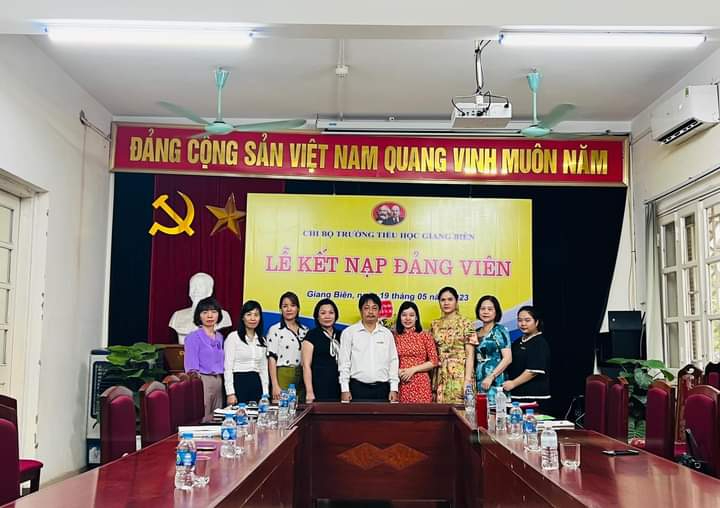 ĐẢNG CỘNG SẢN VIỆT NAM QUANG VINH MUÔN NĂM
CHI BỘ TRƯỜNG TIỂU HỌC GIANG BIÊN
LỄ KẾT NẠP ĐẢNG VIÊN
Giang Biên, 19 tháng 05 23